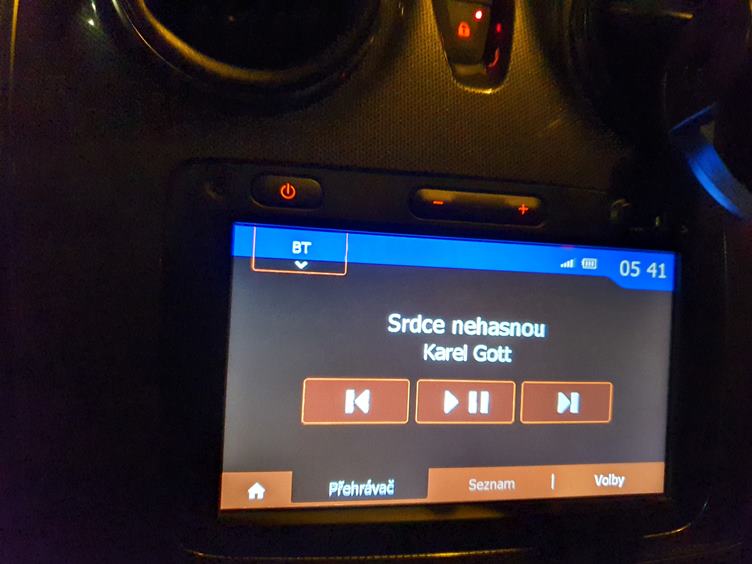 BT
05 41
Srdce nehasnou
Karel Gott
Přehrávač
Seznam
Volby